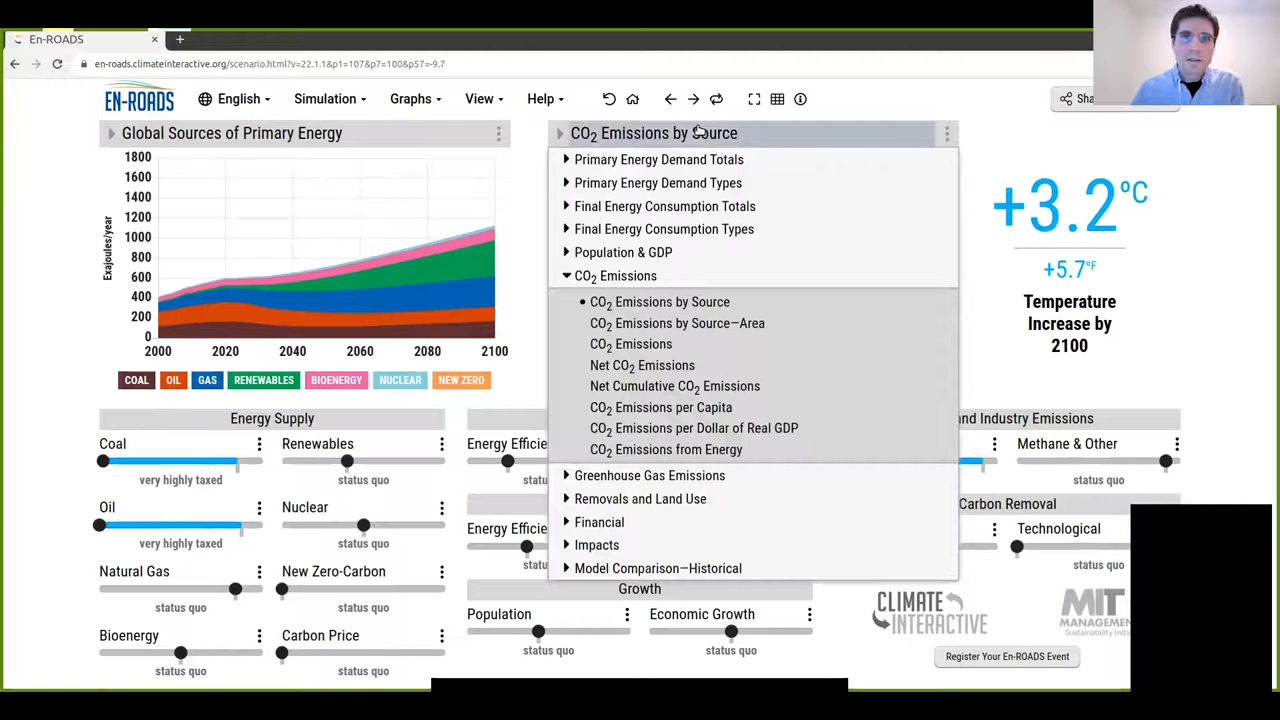 En-ROADS
en-roads.climateinteractive.org/scenario.html?v=22.1.1&p1=107&p7=100&p57=-9.7
EN-ROADS
English
Simulation
Graphs
View
Help
Global Sources of Primary Energy
Exajoules/year
1800
1600
1400
1200
1000
800
600
400
200
0
2000 2020 2040 2060 2080 2100
COAL OIL GAS RENEWABLES BIOENERGY NUCLEAR NEW ZERO
CO2 Emissions by Source
Primary Energy Demand Totals
Primary Energy Demand Types
Final Energy Consumption Totals
Final Energy Consumption Types
Population & GDP
CO2 Emissions
CO2 Emissions by Source
CO2 Emissions by Source—Area
CO2 Emissions
Net CO2 Emissions
Net Cumulative CO2 Emissions
CO2 Emissions per Capita
CO2 Emissions per Dollar of Real GDP
CO2 Emissions from Energy
Greenhouse Gas Emissions
Removals and Land Use
Financial
Impacts
Model Comparison—Historical
+3.2°C
+5.7°F
Temperature
Increase by
2100
Energy Supply
Coal
very highly taxed
Renewables
status quo
Oil
very highly taxed
Nuclear
status quo
Natural Gas
status quo
New Zero-Carbon
status quo
Bioenergy
status quo
Carbon Price
status quo
Energy
Energy
Growth
Population
status quo
Economic Growth
status quo
Industry Emissions
Methane & Other
status quo
Carbon Removal
Technological
status quo
CLIMATE
INTERACTIVE
MIT
MANAGEMENT
Register Your En-ROADS Event